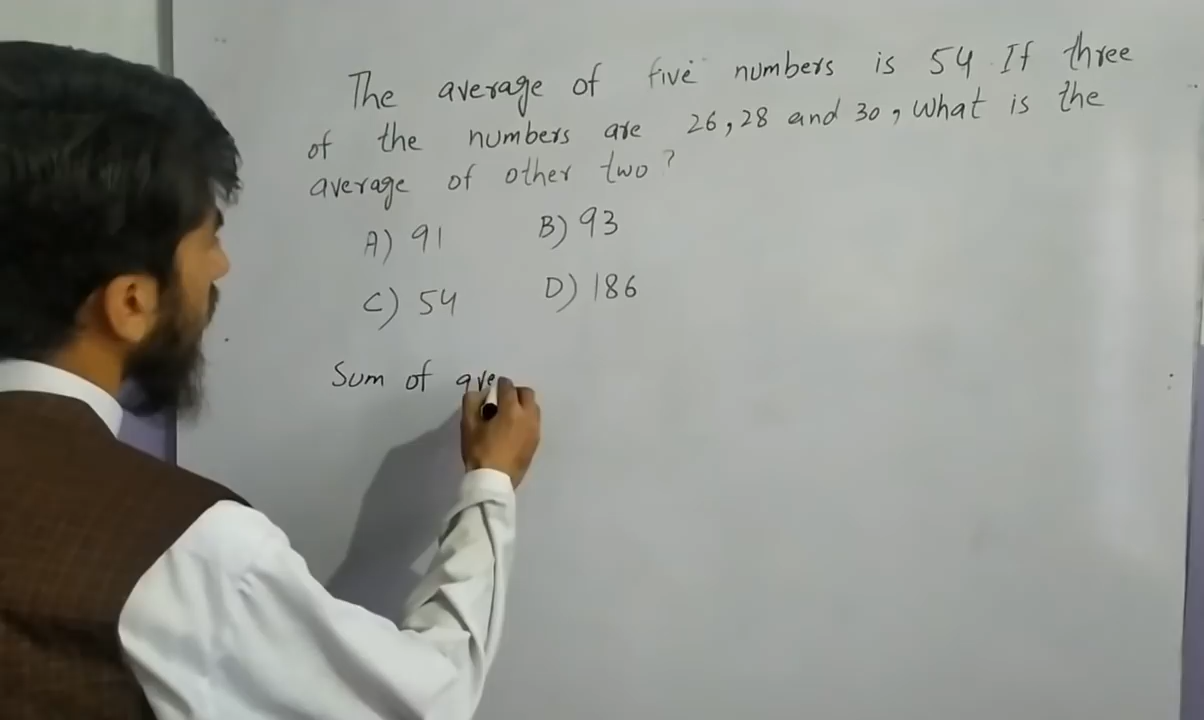 The average of five numbers is 54. If three
of the numbers are 26, 28 and 30, What is the
average of other two?
A) 91 B) 93
C) 54 D) 186
Sum of ave